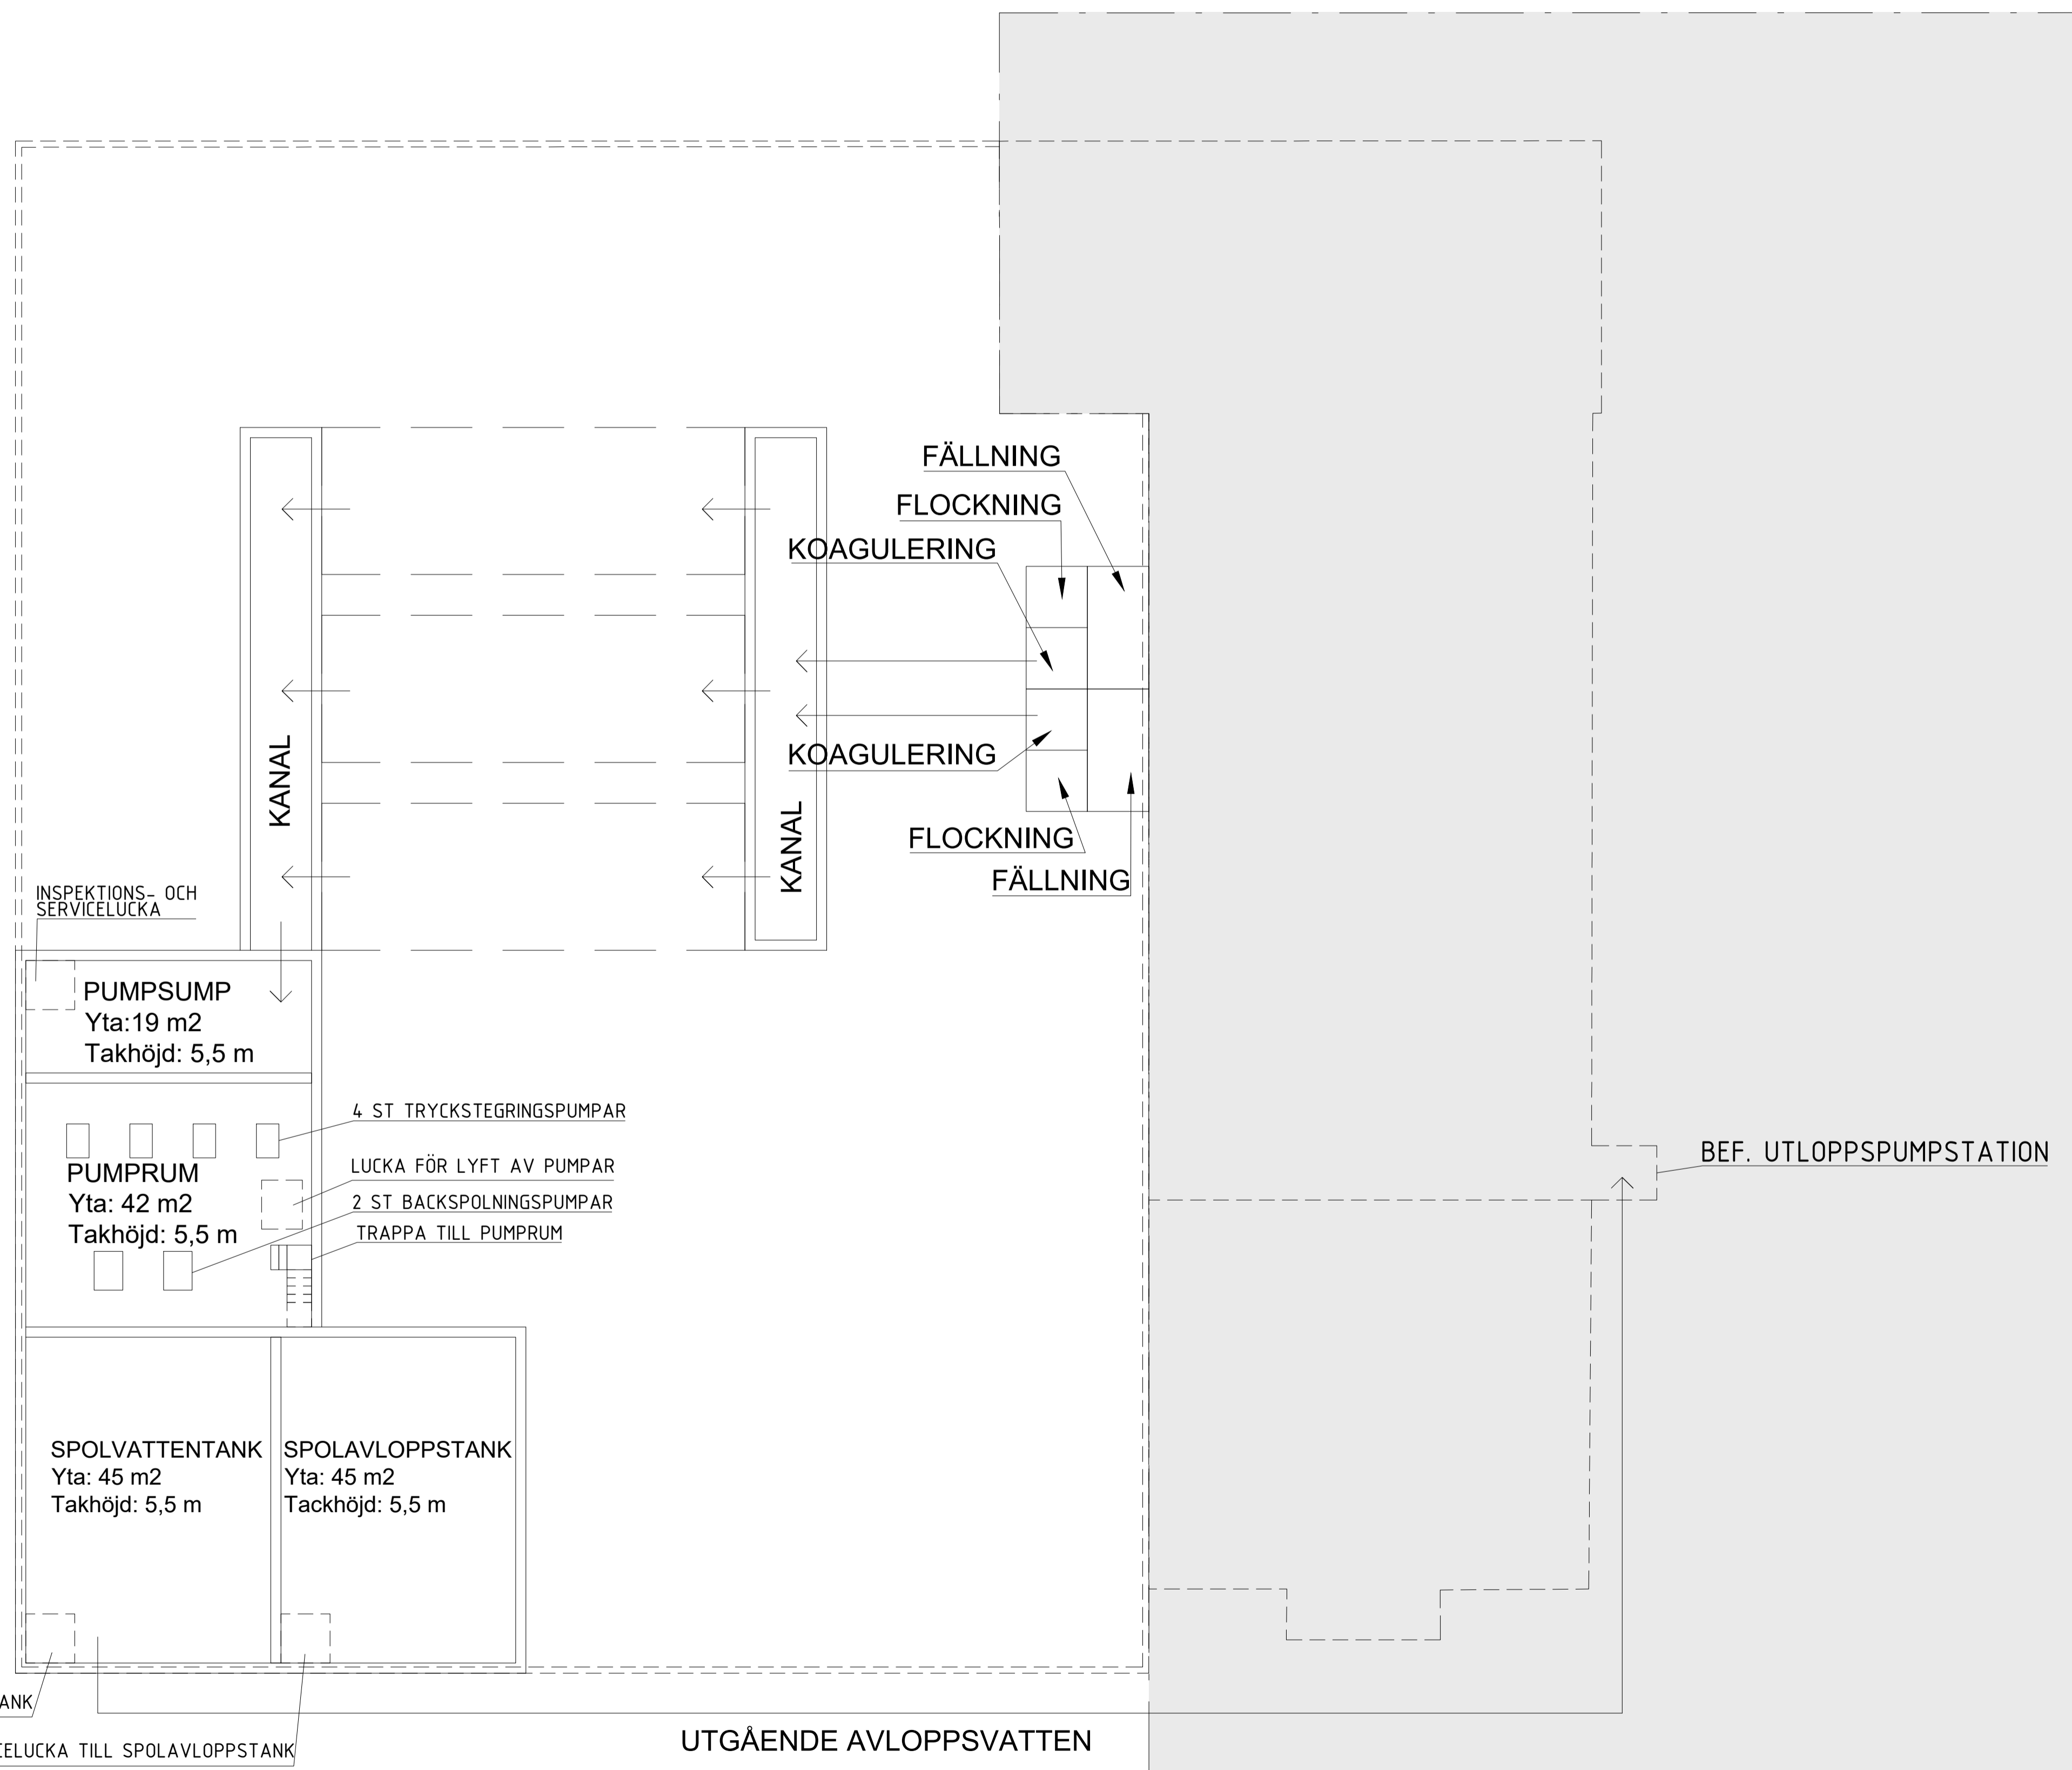 FÄLLNING
FLOCKNING
KOAGULERING
KANAL
KOAGULERING
KANAL
FLOCKNING
FÄLLNING
INSPEKTIONS- OCH
SERVICELUCKA
PUMPSUMP
Yta:19 m2
Takhöjd: 5,5 m
4 ST TRYCKSTEGRINGSPUMPAR
LUCKA FÖR LYFT AV PUMPAR
PUMPRUM
Yta: 42 m2
Takhöjd: 5,5 m
2 ST BACKSPOLNINGSPUMPAR
TRAPPA TILL PUMPRUM
BEF. UTLOPPSPUMPSTATION
SPOLVATTENTANK
Yta: 45 m2
Takhöjd: 5,5 m
SPOLAVLOPPSTANK
Yta: 45 m2
Tackhöjd: 5,5 m
ANK
CELUCKA TILL SPOLAVLOPPSTANK
UTGÅENDE AVLOPPSVATTEN